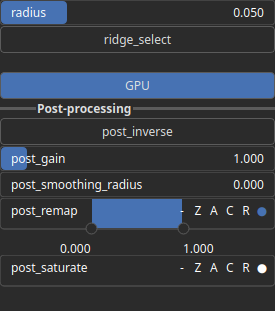 radius 0.050
ridge_select
GPU
Post-processing
post_inverse
post_gain 1.000
post_smoothing_radius 0.000
post_remap - Z A C R
0.000 1.000
post_saturate - Z A C R